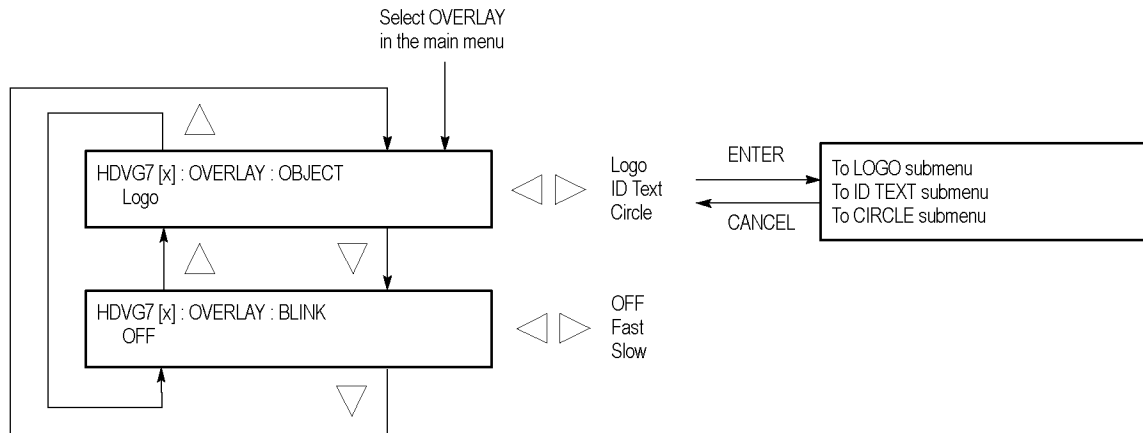 Select OVERLAY
in the main menu
HDVG7 [x] : OVERLAY : OBJECT
Logo
Logo
ID Text
Circle
ENTER
CANCEL
To LOGO submenu
To ID TEXT submenu
To CIRCLE submenu
HDVG7 [x] : OVERLAY : BLINK
OFF
OFF
Fast
Slow